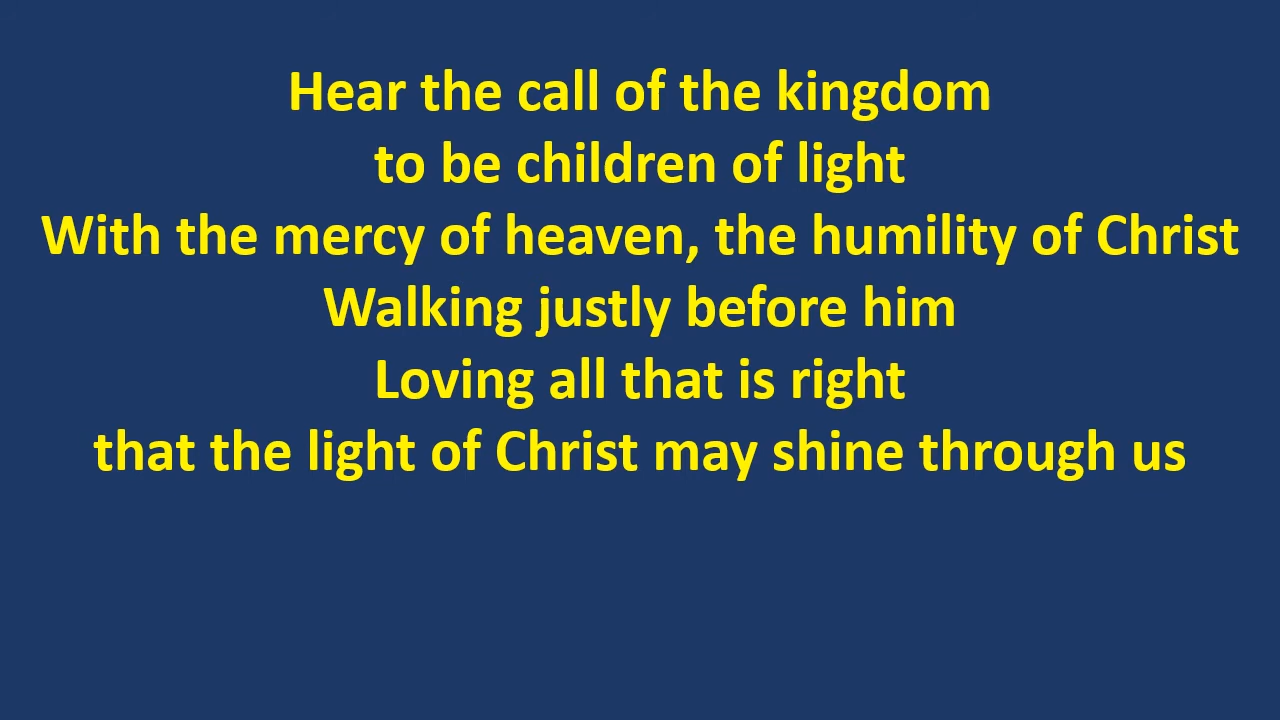 Hear the call of the kingdom
to be children of light
With the mercy of heaven, the humility of Christ
Walking justly before him
Loving all that is right
that the light of Christ may shine through us